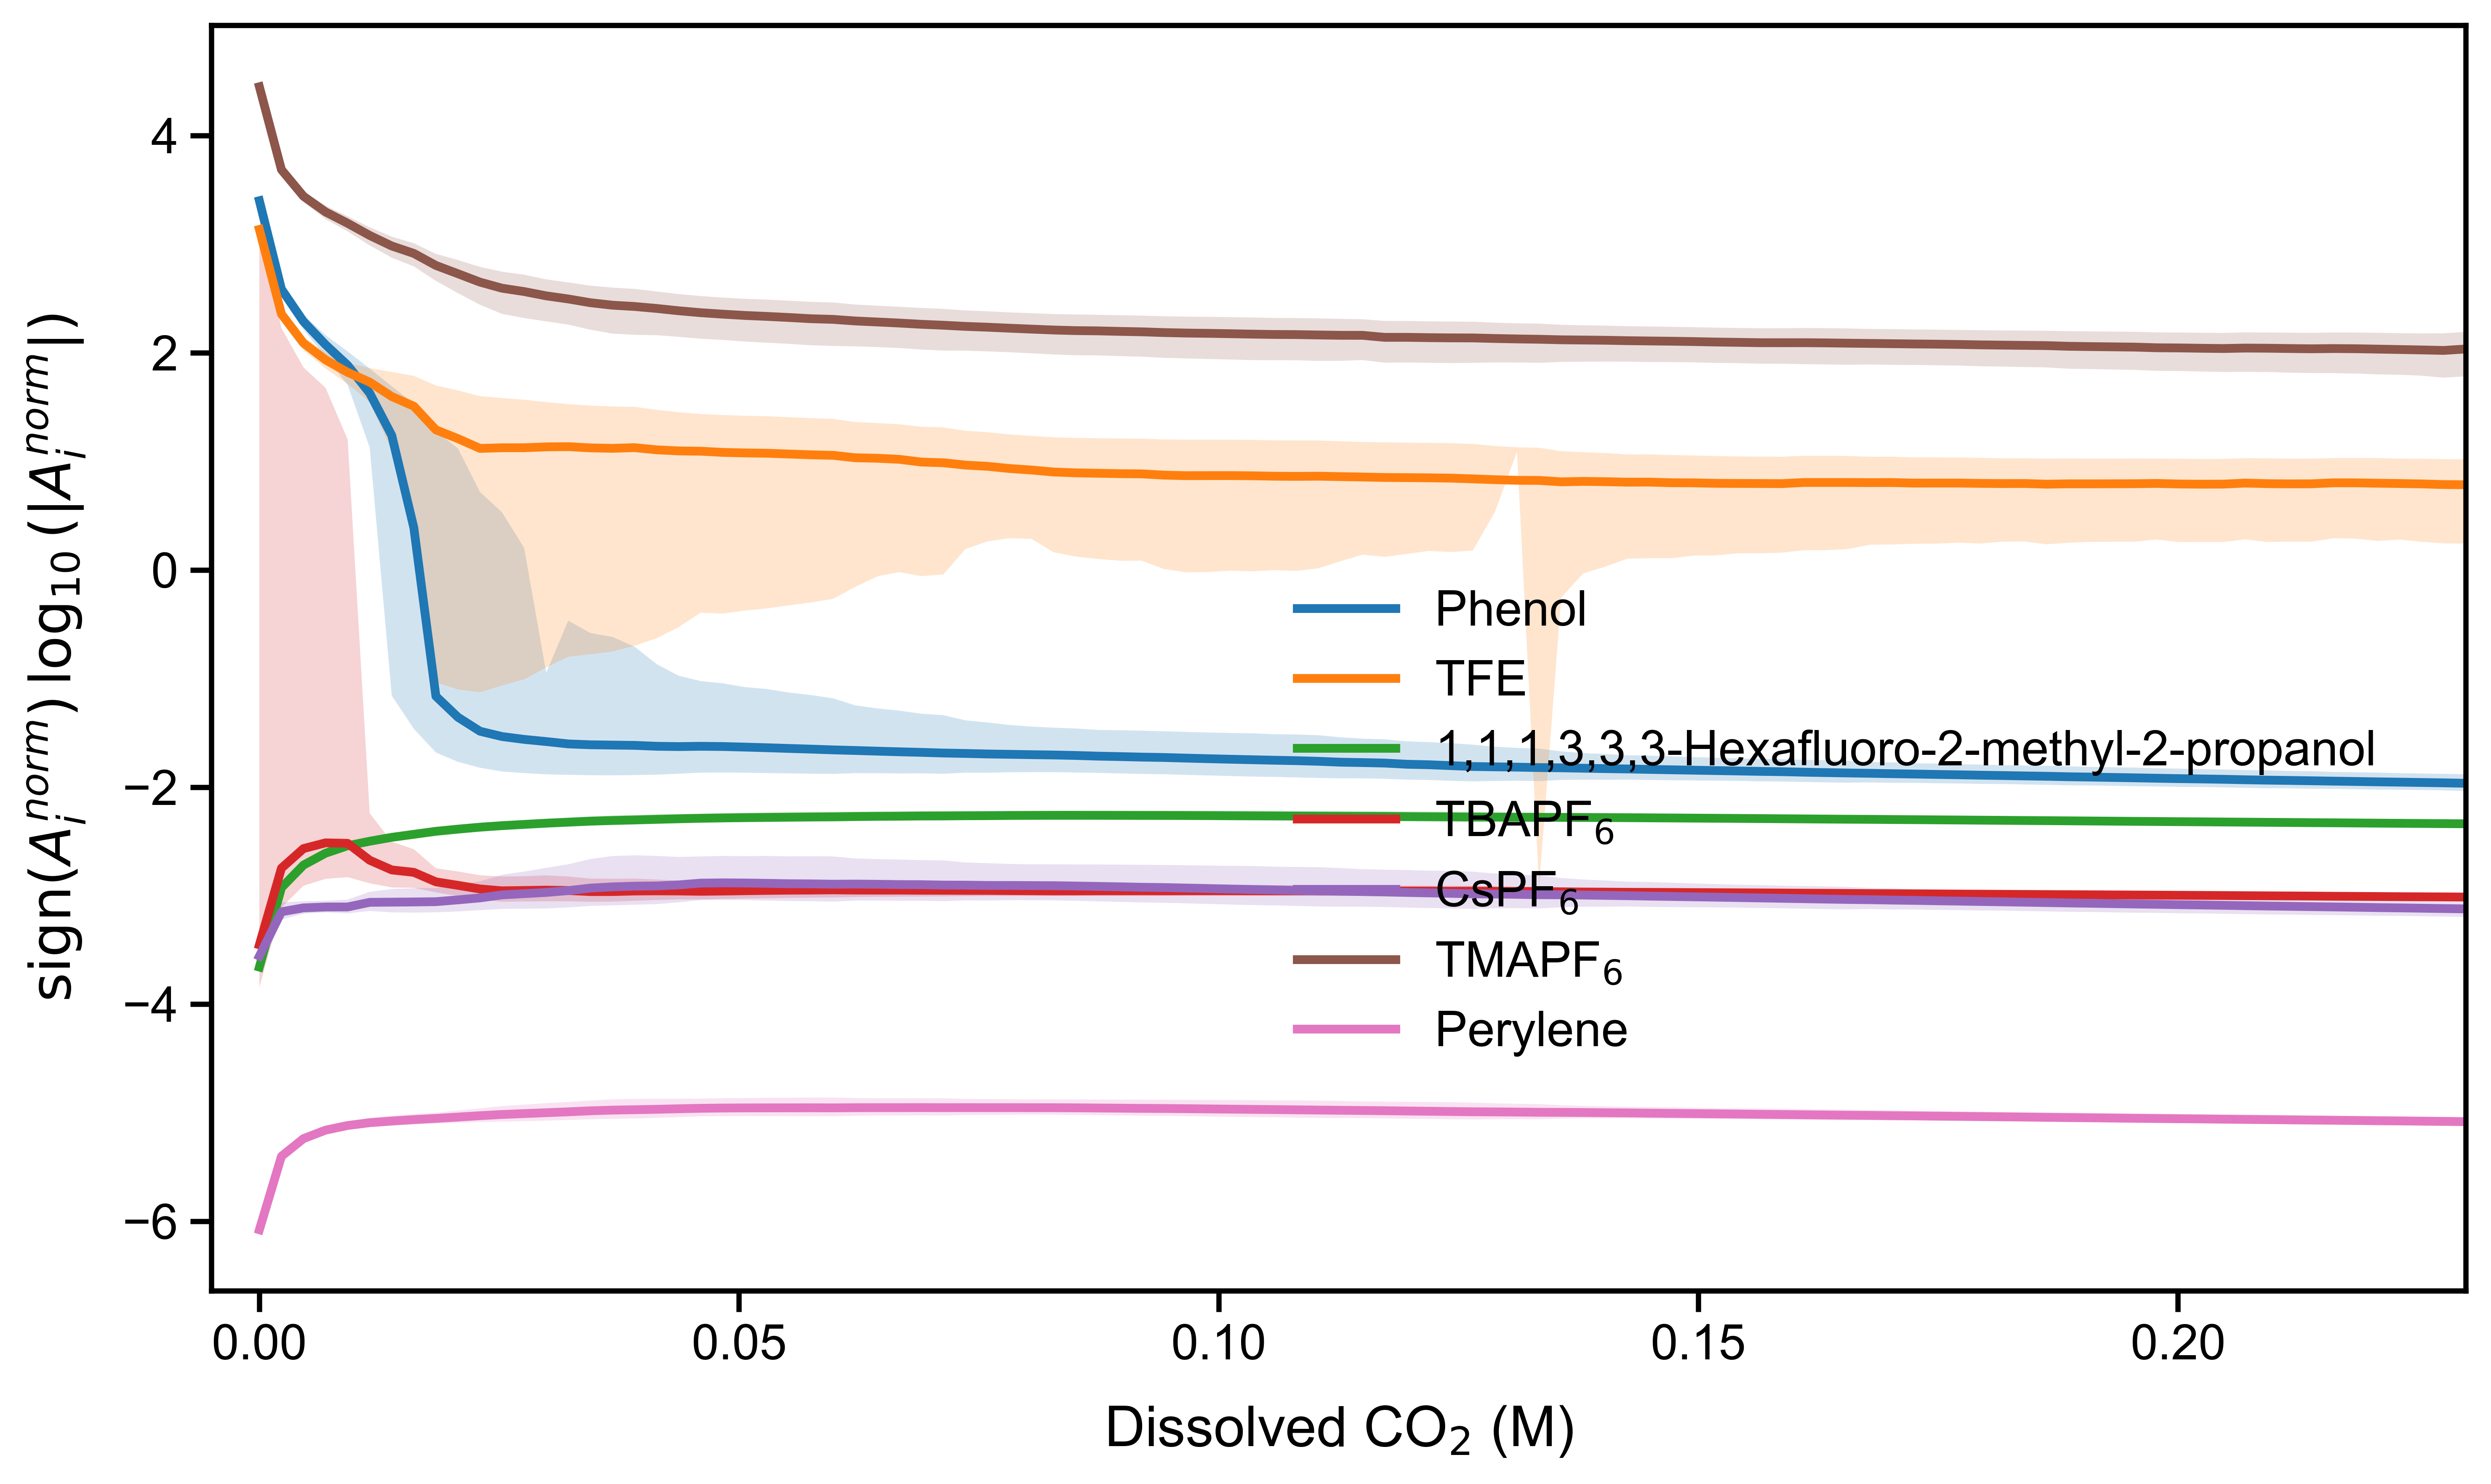 sign(A_i^{norm}) log_{10} (|A_i^{norm}|)
4
2
0
−2
−4
−6
Phenol
TFE
1,1,1,3,3,3-Hexafluoro-2-methyl-2-propanol
TBAPF₆
CsPF₆
TMAPF₆
Perylene
0.00 0.05 0.10 0.15 0.20
Dissolved CO₂ (M)